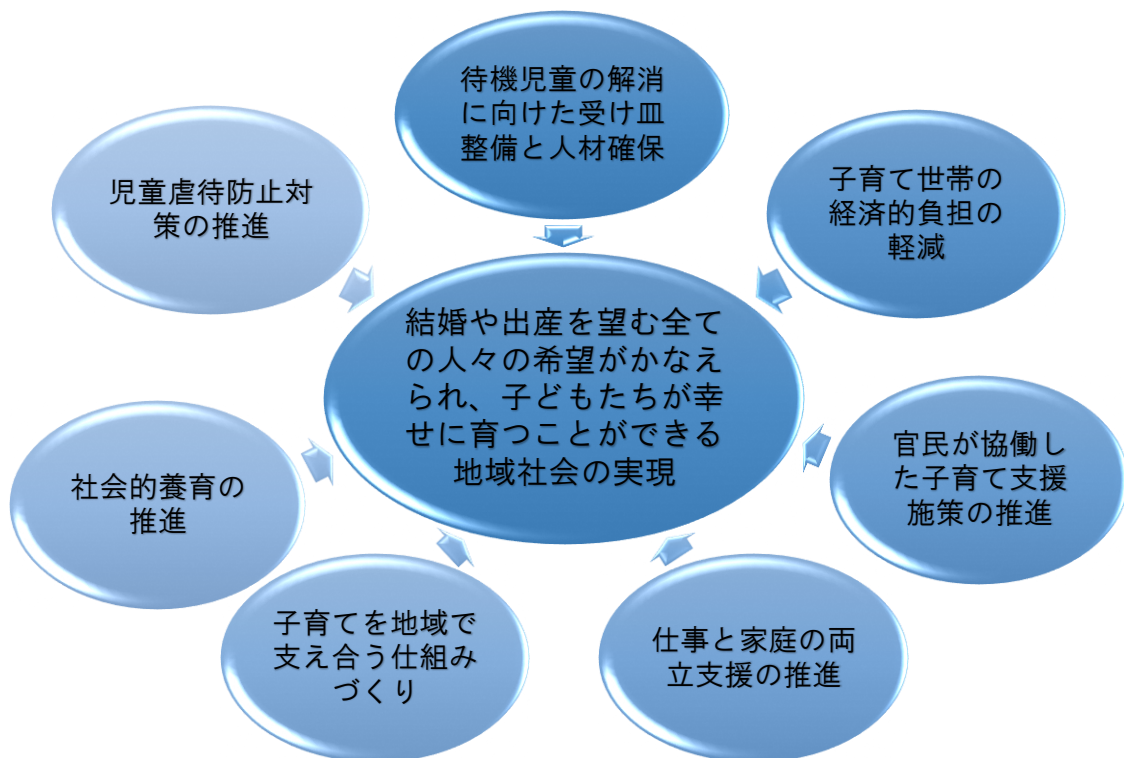 待機児童の解消
に向けた受け皿
整備と人材確保
子育て世帯の
経済的負担の
軽減
官民が協働し
た子育て支援
施策の推進
仕事と家庭の両
立支援の推進
子育てを地域で
支え合う仕組み
づくり
社会的養育の
推進
児童虐待防止対
策の推進
結婚や出産を望む全て
の人々の希望がかなえ
られ、子どもたちが幸
せに育つことができる
地域社会の実現